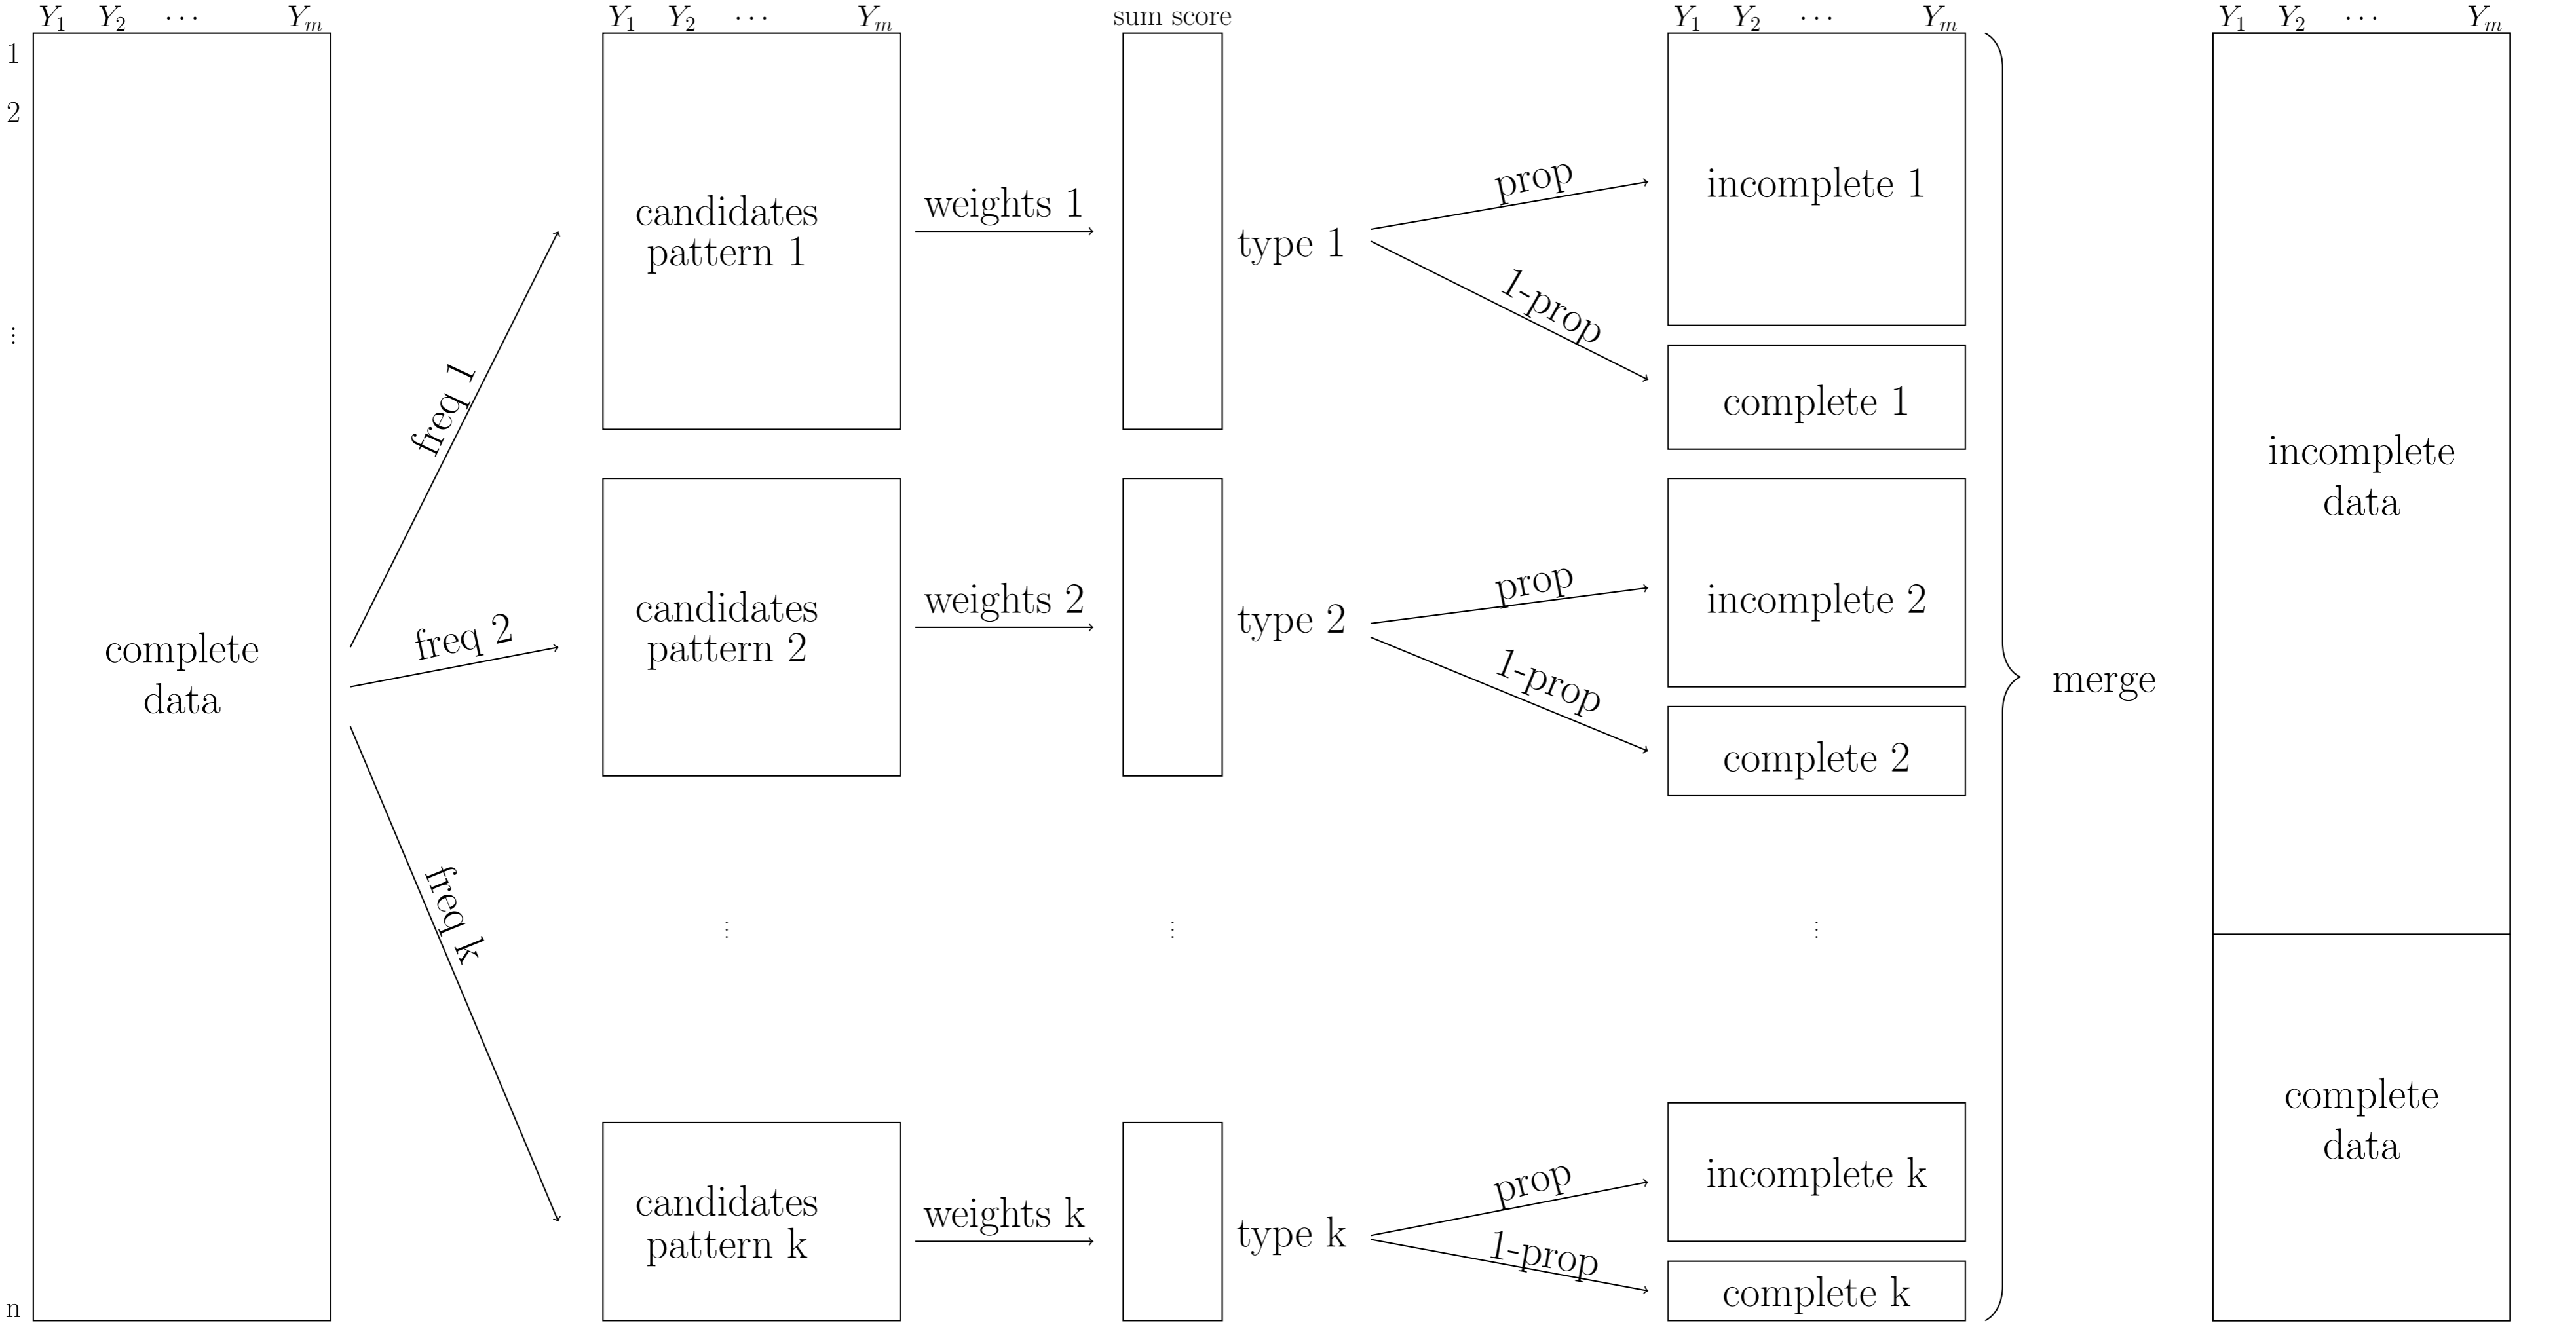 Y₁ Y₂ ⋯ Yₘ
1
2
⋮
n
complete
data
freq 1
freq 2
freq k
Y₁ Y₂ ⋯ Yₘ
candidates
pattern 1
candidates
pattern 2
⋮
candidates
pattern k
weights 1
weights 2
weights k
sum score
⋮
type 1
type 2
type k
prop
1-prop
prop
1-prop
prop
1-prop
Y₁ Y₂ ⋯ Yₘ
incomplete 1
complete 1
incomplete 2
complete 2
⋮
incomplete k
complete k
merge
Y₁ Y₂ ⋯ Yₘ
incomplete
data
complete
data